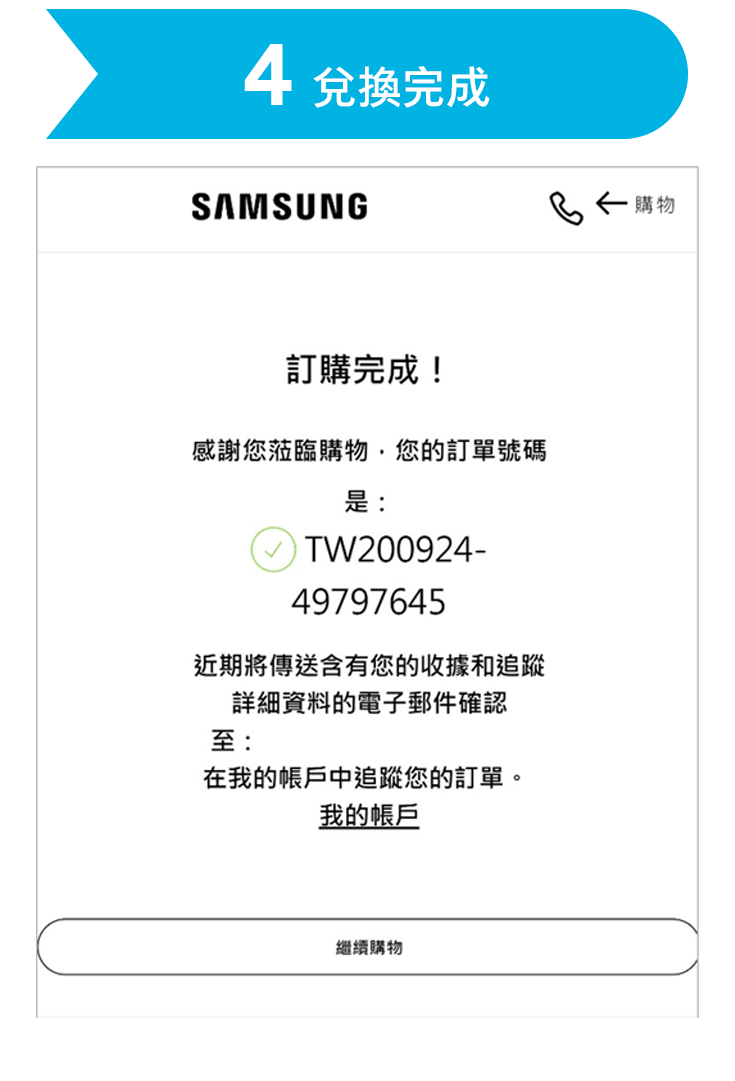 4 兌換完成
SAMSUNG
購物
訂購完成！
感謝您蒞臨購物，您的訂單號碼
是：
TW200924-
49797645
近期將傳送含有您的收據和追蹤
詳細資料的電子郵件確認
至：
在我的帳戶中追蹤您的訂單。
我的帳戶
繼續購物